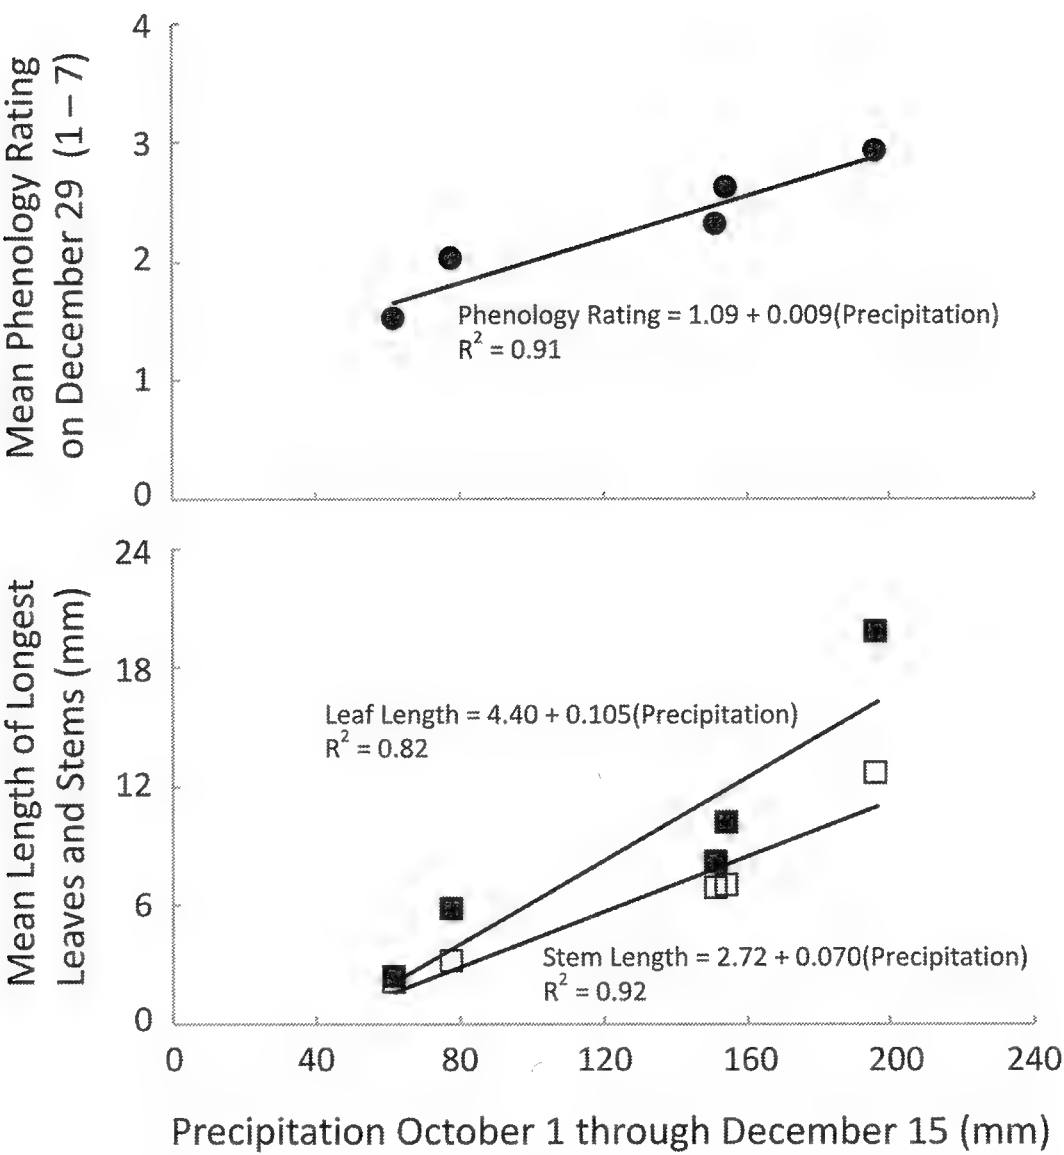 4
3
2
1
0
Mean Phenology Rating
on December 29 (1 – 7)
Phenology Rating = 1.09 + 0.009(Precipitation)
R² = 0.91
24
18
12
6
0
Mean Length of Longest
Leaves and Stems (mm)
Leaf Length = 4.40 + 0.105(Precipitation)
R² = 0.82
Stem Length = 2.72 + 0.070(Precipitation)
R² = 0.92
0 40 80 120 160 200 240
Precipitation October 1 through December 15 (mm)